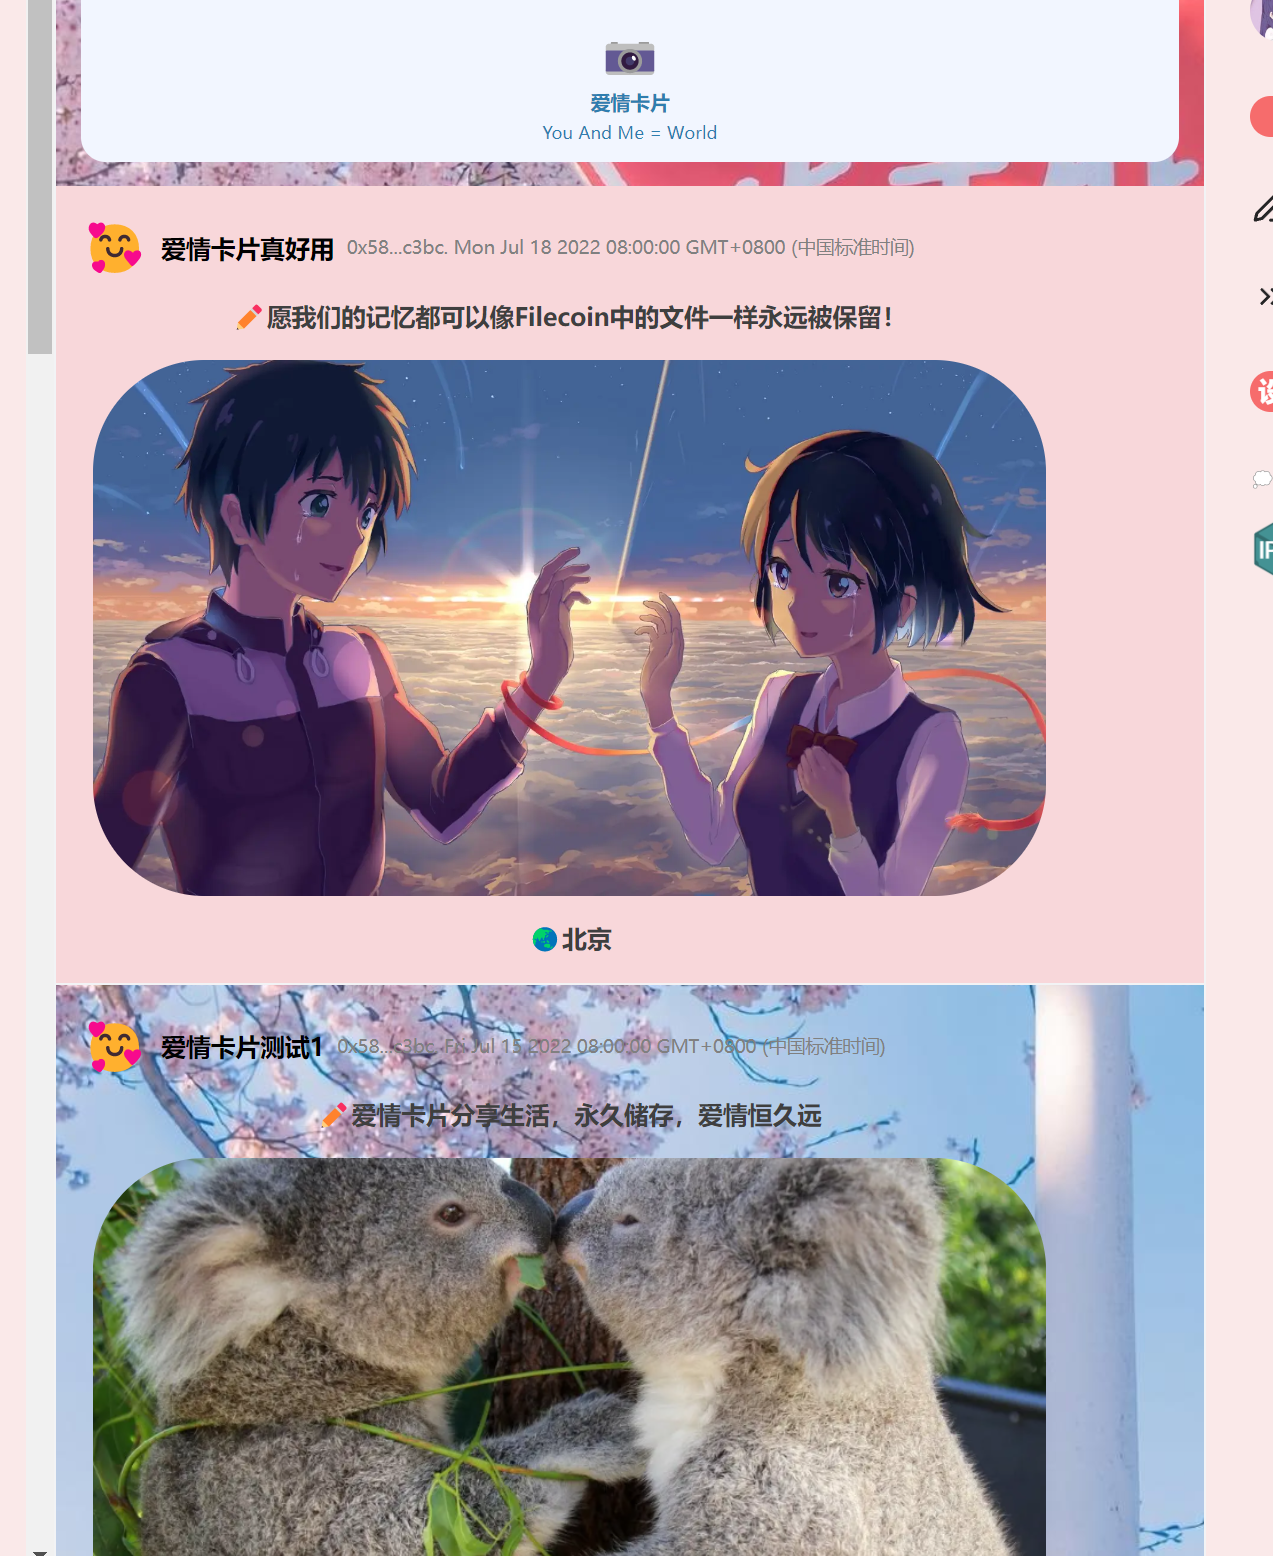 爱情卡片
You And Me = World
爱情卡片真好用 0x58...c3bc. Mon Jul 18 2022 08:00:00 GMT+0800 (中国标准时间)
愿我们的记忆都可以像Filecoin中的文件一样永远被保留！
北京
爱情卡片测试1 0x58...c3bc. Fri Jul 15 2022 08:00:00 GMT+0800 (中国标准时间)
爱情卡片分享生活，永久储存，爱情恒久远